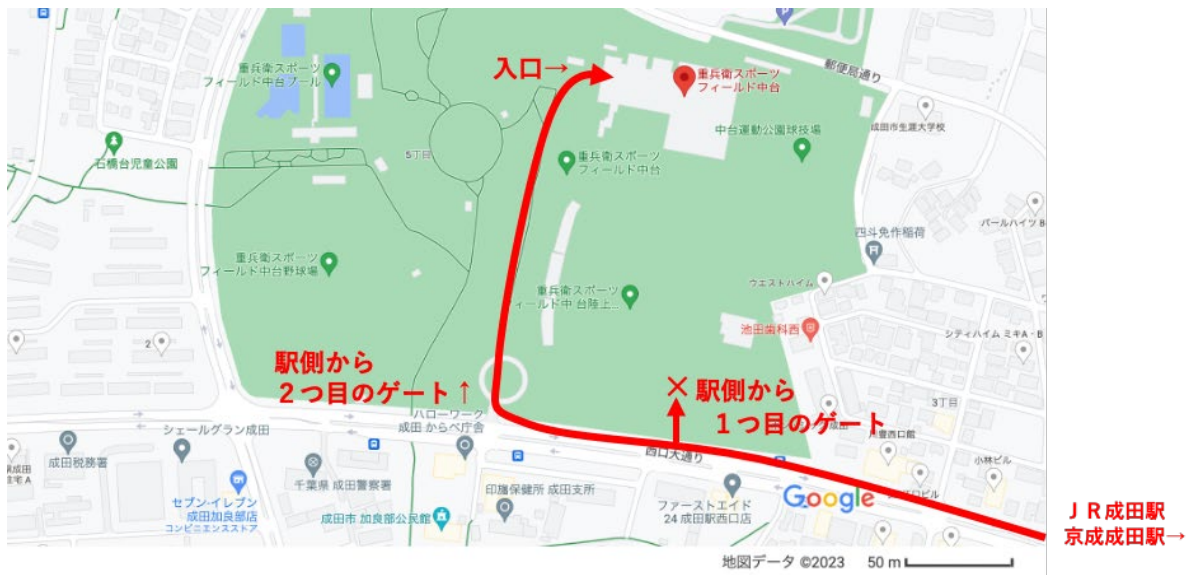 重兵衛スポーツ
フィールド中台プール
石橋台児童公園
5丁目
入口→
重兵衛スポーツ
フィールド中台
郵便局通り
成田市生涯大学校
中台運動公園球技場
重兵衛スポーツ
フィールド中台
パールハイツ B
四斗免作稲荷
重兵衛スポーツ
フィールド中台野球場
重兵衛スポーツ
フィールド中台陸上...
ウエストハイム
池田歯科西
シティハイム ミキA・B
2
駅側から
2つ目のゲート↑
× 駅側から
1つ目のゲート
3丁目
ハローワーク
成田 からべ庁舎
シェールグラン成田
成田税務署
西口大通り
小林ビル
千葉県 成田警察署
セブン-イレブン
成田加良部店
コンビニエンスストア
成田市 加良部公民館
印旛保健所 成田支所
ファーストエイド
24 成田駅西口店
Google
JR成田駅
京成成田駅→
地図データ ©2023
50 m